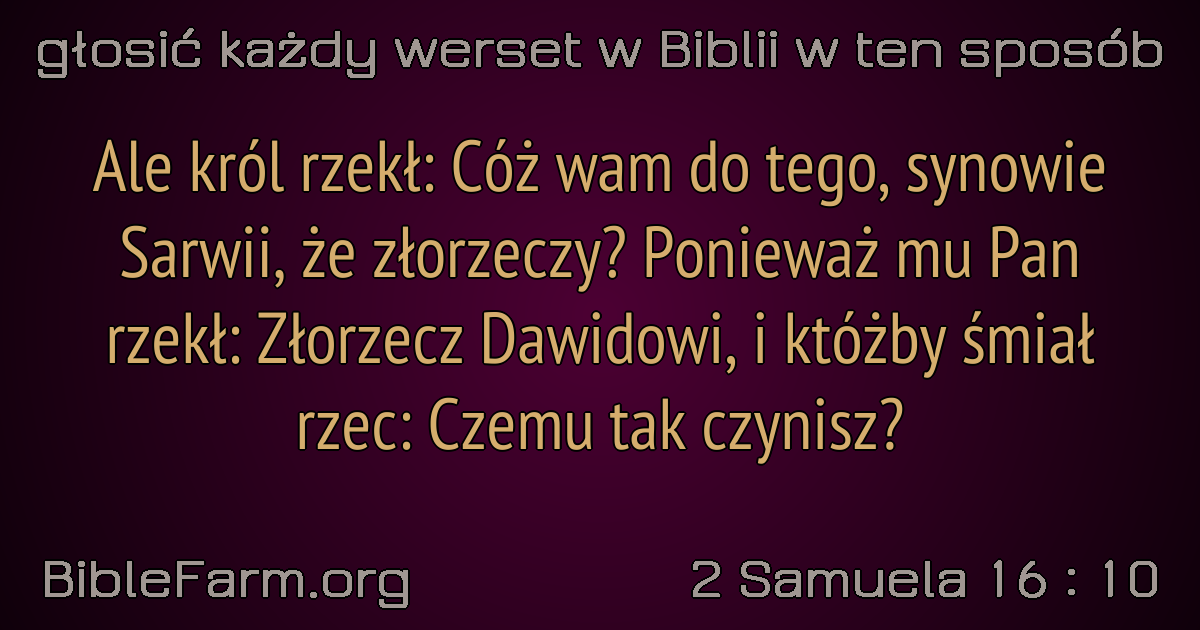 głosić każdy werset w Biblii w ten sposób
Ale król rzekł: Cóż wam do tego, synowie
Sarwii, że złorzeczy? Ponieważ mu Pan
rzekł: Złorzecz Dawidowi, i któżby śmiał
rzec: Czemu tak czynisz?
BibleFarm.org
2 Samuela 16 : 10